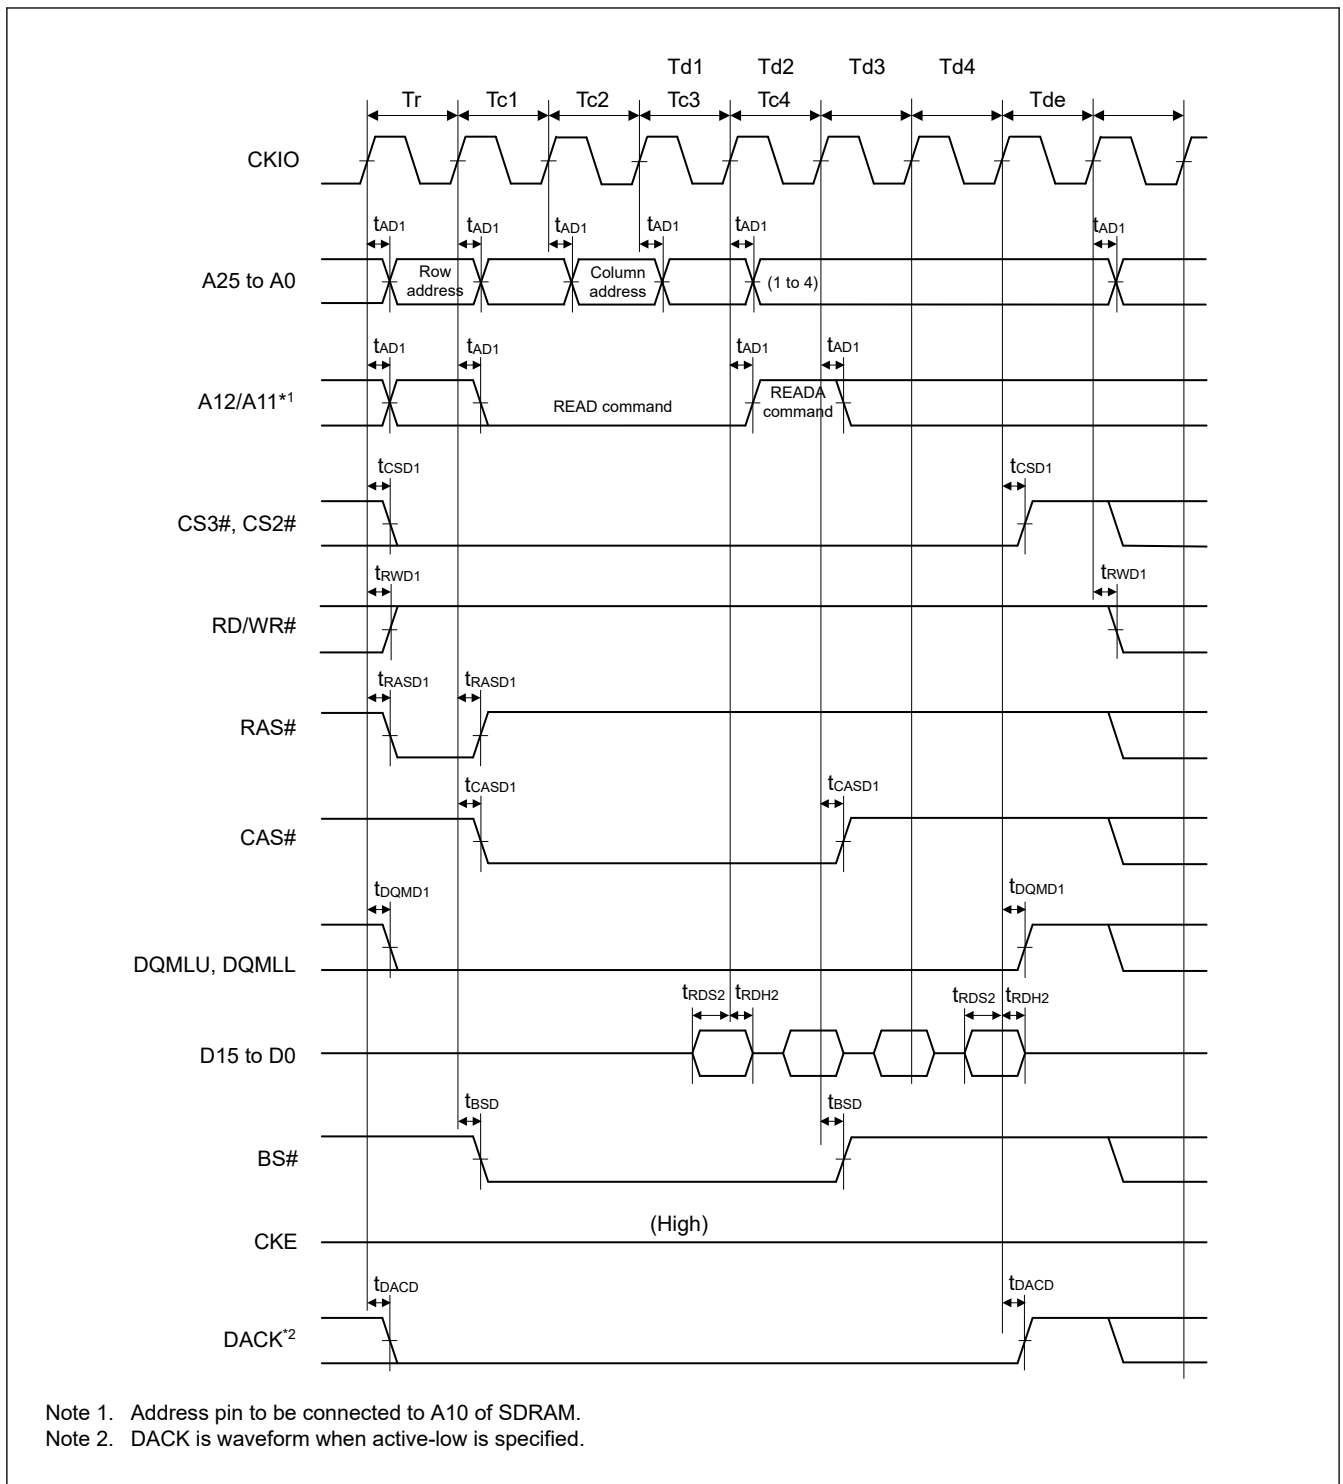 Td1 Td2 Td3 Td4
Tr Tc1 Tc2 Tc3 Tc4 Tde
CKIO
tAD1 tAD1 tAD1 tAD1 tAD1 tAD1
A25 to A0
Row address
Column address
(1 to 4)
tAD1 tAD1 tAD1 tAD1
A12/A11*1
READ command
READA command
tCSD1 tCSD1
CS3#, CS2#
tRWD1 tRWD1
RD/WR#
tRASD1 tRASD1
RAS#
tCASD1 tCASD1
CAS#
tDQMD1 tDQMD1
DQMLU, DQMLL
tRDS2 tRDH2 tRDS2 tRDH2
D15 to D0
tBSD tBSD
BS#
(High)
CKE
tDACD tDACD
DACK*2
Note 1. Address pin to be connected to A10 of SDRAM.
Note 2. DACK is waveform when active-low is specified.